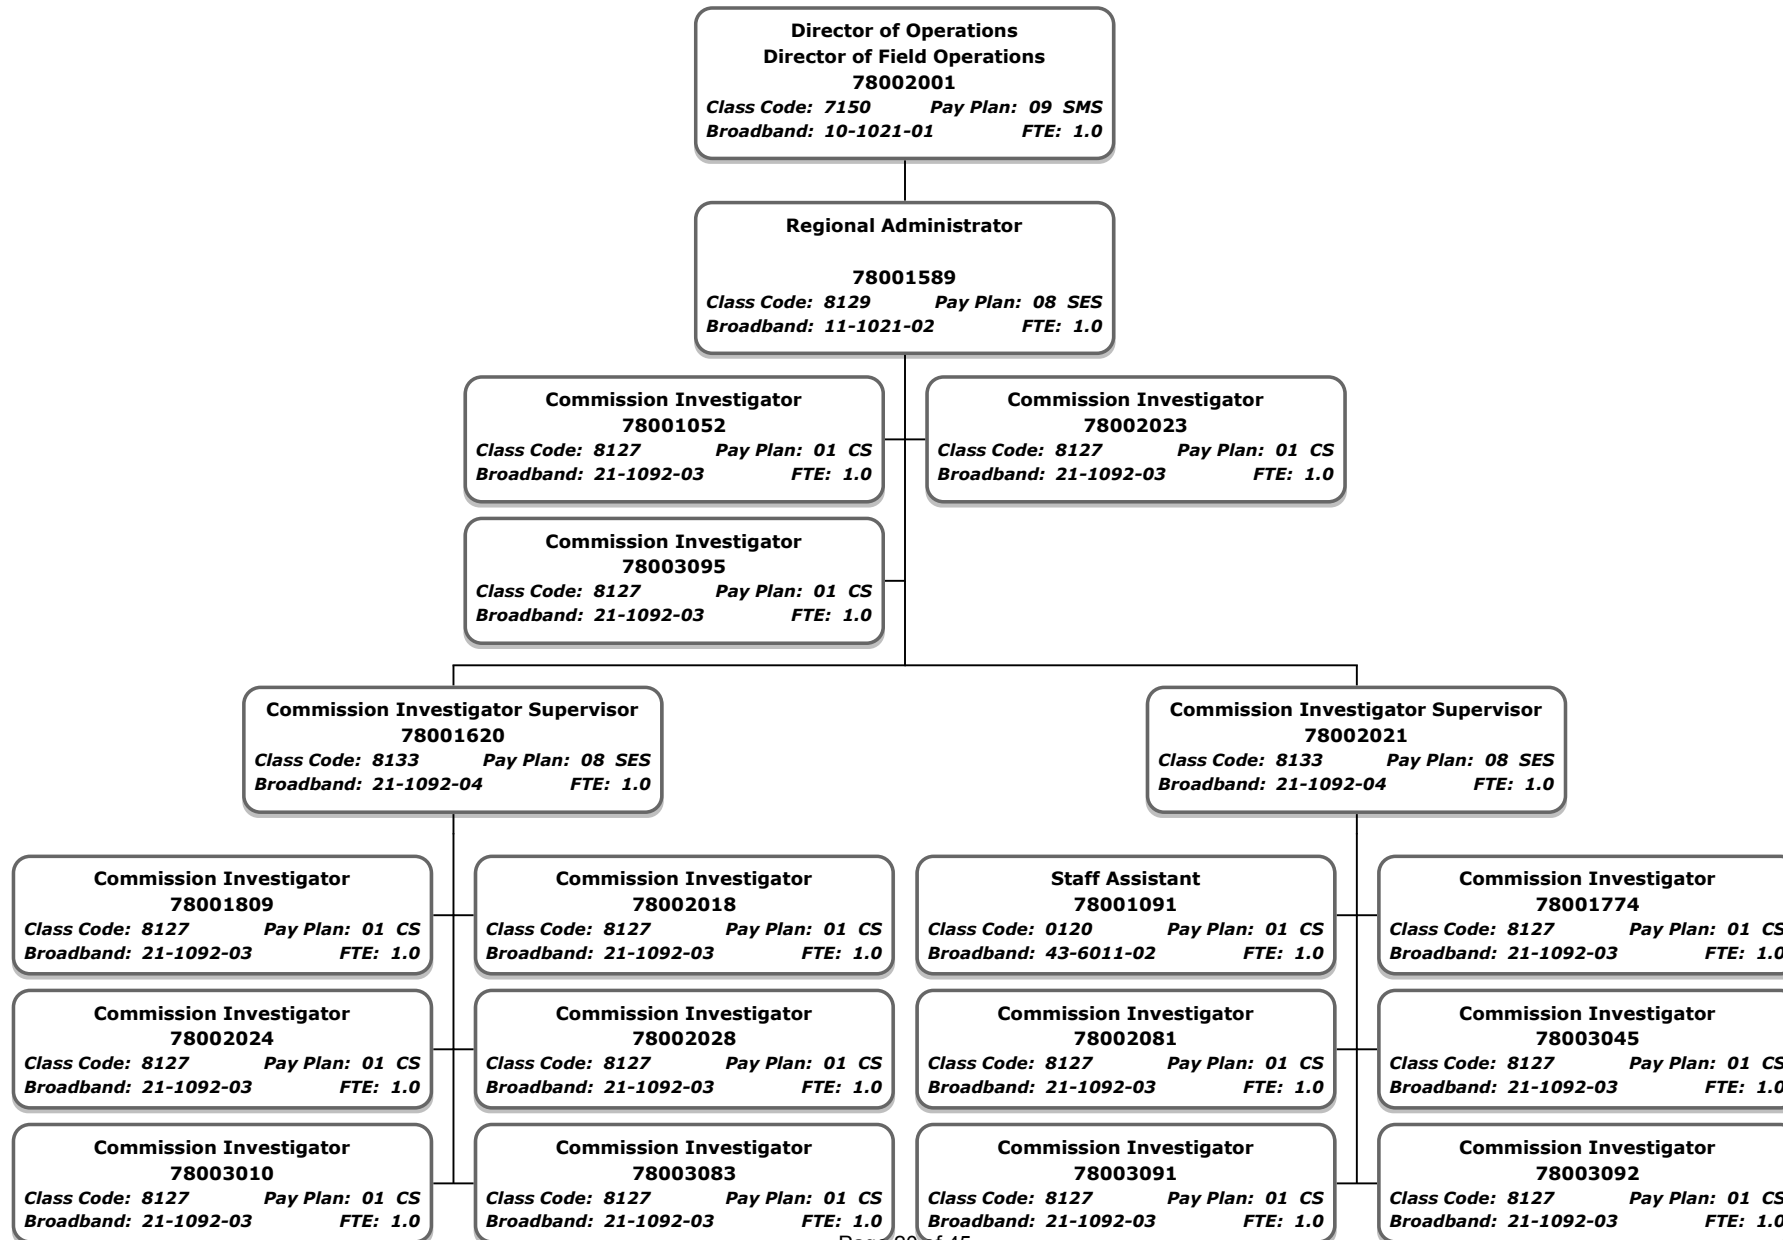 Director of Operations
Director of Field Operations
78002001
Class Code: 7150 Pay Plan: 09 SMS
Broadband: 10-1021-01 FTE: 1.0
Regional Administrator
78001589
Class Code: 8129 Pay Plan: 08 SES
Broadband: 11-1021-02 FTE: 1.0
Commission Investigator
78001052
Class Code: 8127 Pay Plan: 01 CS
Broadband: 21-1092-03 FTE: 1.0
Commission Investigator
78002023
Class Code: 8127 Pay Plan: 01 CS
Broadband: 21-1092-03 FTE: 1.0
Commission Investigator
78003095
Class Code: 8127 Pay Plan: 01 CS
Broadband: 21-1092-03 FTE: 1.0
Commission Investigator Supervisor
78001620
Class Code: 8133 Pay Plan: 08 SES
Broadband: 21-1092-04 FTE: 1.0
Commission Investigator Supervisor
78002021
Class Code: 8133 Pay Plan: 08 SES
Broadband: 21-1092-04 FTE: 1.0
Commission Investigator
78001809
Class Code: 8127 Pay Plan: 01 CS
Broadband: 21-1092-03 FTE: 1.0
Commission Investigator
78002018
Class Code: 8127 Pay Plan: 01 CS
Broadband: 21-1092-03 FTE: 1.0
Staff Assistant
78001091
Class Code: 0120 Pay Plan: 01 CS
Broadband: 43-6011-02 FTE: 1.0
Commission Investigator
78001774
Class Code: 8127 Pay Plan: 01 CS
Broadband: 21-1092-03 FTE: 1.0
Commission Investigator
78002024
Class Code: 8127 Pay Plan: 01 CS
Broadband: 21-1092-03 FTE: 1.0
Commission Investigator
78002028
Class Code: 8127 Pay Plan: 01 CS
Broadband: 21-1092-03 FTE: 1.0
Commission Investigator
78002081
Class Code: 8127 Pay Plan: 01 CS
Broadband: 21-1092-03 FTE: 1.0
Commission Investigator
78003045
Class Code: 8127 Pay Plan: 01 CS
Broadband: 21-1092-03 FTE: 1.0
Commission Investigator
78003010
Class Code: 8127 Pay Plan: 01 CS
Broadband: 21-1092-03 FTE: 1.0
Commission Investigator
78003083
Class Code: 8127 Pay Plan: 01 CS
Broadband: 21-1092-03 FTE: 1.0
Commission Investigator
78003091
Class Code: 8127 Pay Plan: 01 CS
Broadband: 21-1092-03 FTE: 1.0
Commission Investigator
78003092
Class Code: 8127 Pay Plan: 01 CS
Broadband: 21-1092-03 FTE: 1.0
Page of 45